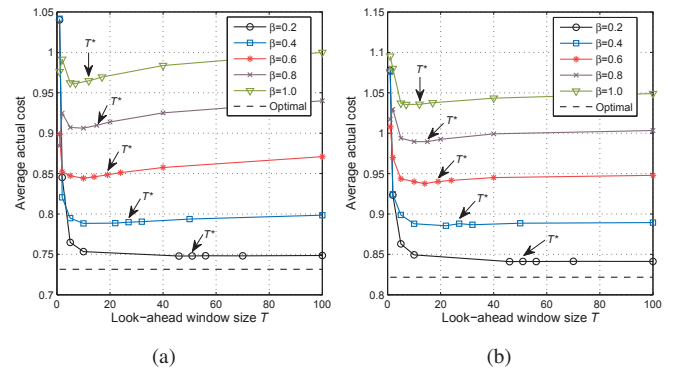 1.05
1
0.95
0.9
0.85
0.8
0.75
0.7
Average actual cost
0
20
40
60
80
100
Look−ahead window size T
β=0.2
β=0.4
β=0.6
β=0.8
β=1.0
Optimal
T*
T*
T*
T*
T*
(a)
1.15
1.1
1.05
1
0.95
0.9
0.85
0.8
Average actual cost
0
20
40
60
80
100
Look−ahead window size T
β=0.2
β=0.4
β=0.6
β=0.8
β=1.0
Optimal
T*
T*
T*
T*
T*
(b)